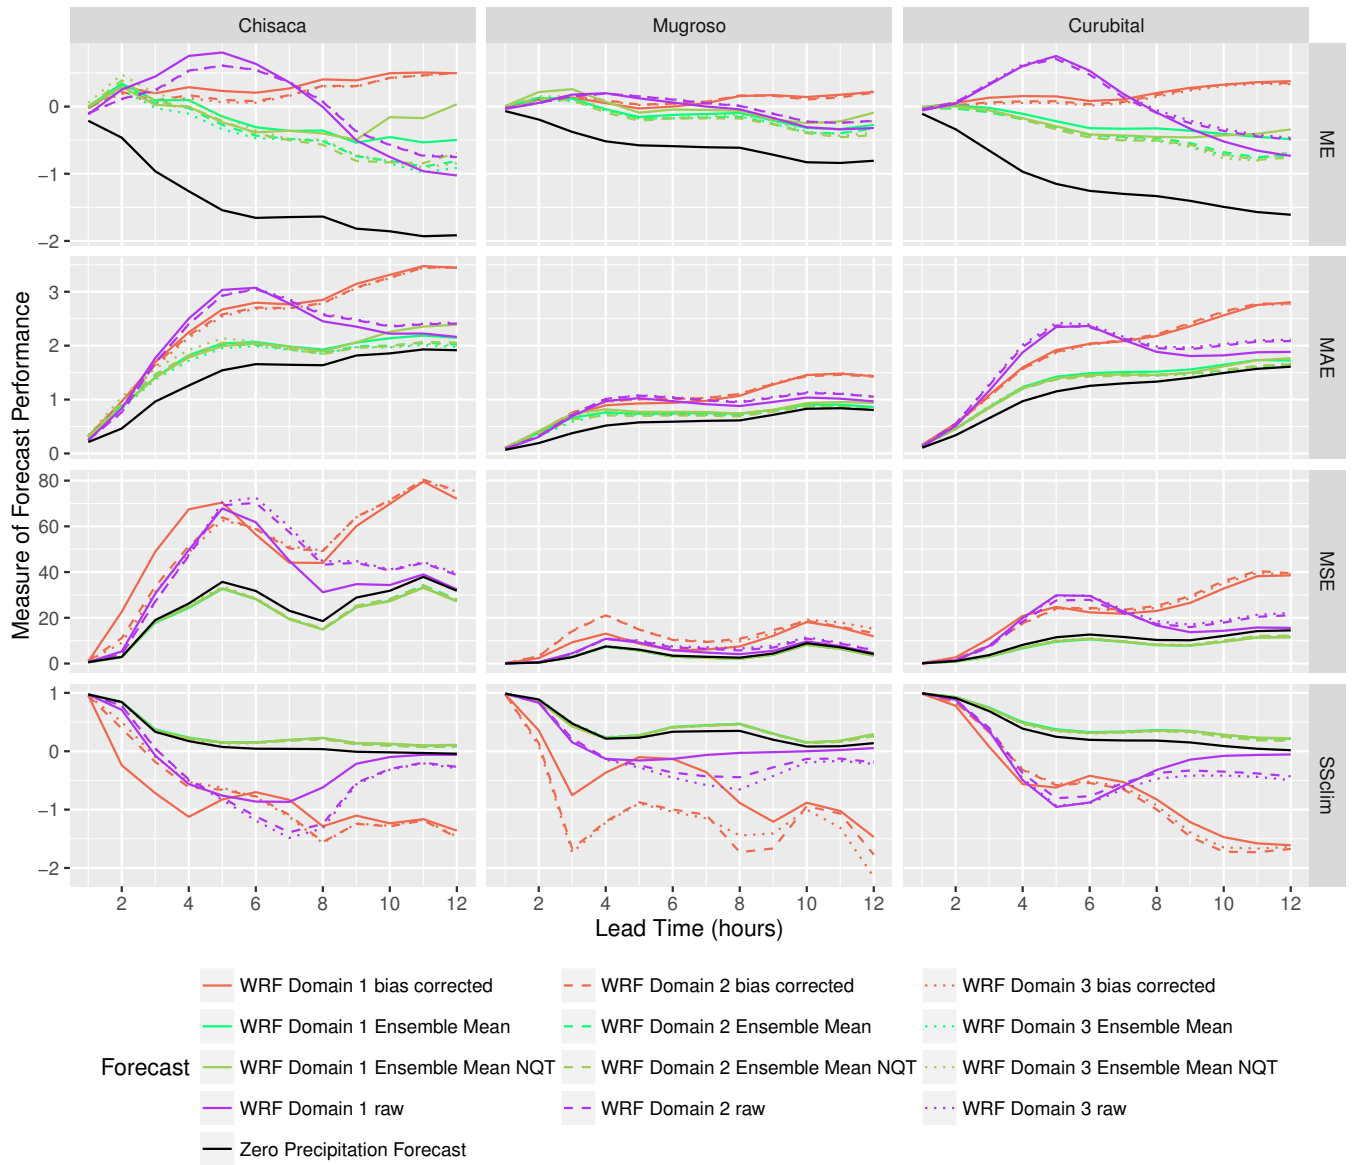 Chisaca
Mugroso
Curubital
0
−1
−2
ME
3
2
1
0
MAE
80
60
40
20
0
MSE
1
0
−1
−2
SSclim
Measure of Forecast Performance
2 4 6 8 10 12
2 4 6 8 10 12
2 4 6 8 10 12
Lead Time (hours)
Forecast
WRF Domain 1 bias corrected
WRF Domain 2 bias corrected
WRF Domain 3 bias corrected
WRF Domain 1 Ensemble Mean
WRF Domain 2 Ensemble Mean
WRF Domain 3 Ensemble Mean
WRF Domain 1 Ensemble Mean NQT
WRF Domain 2 Ensemble Mean NQT
WRF Domain 3 Ensemble Mean NQT
WRF Domain 1 raw
WRF Domain 2 raw
WRF Domain 3 raw
Zero Precipitation Forecast